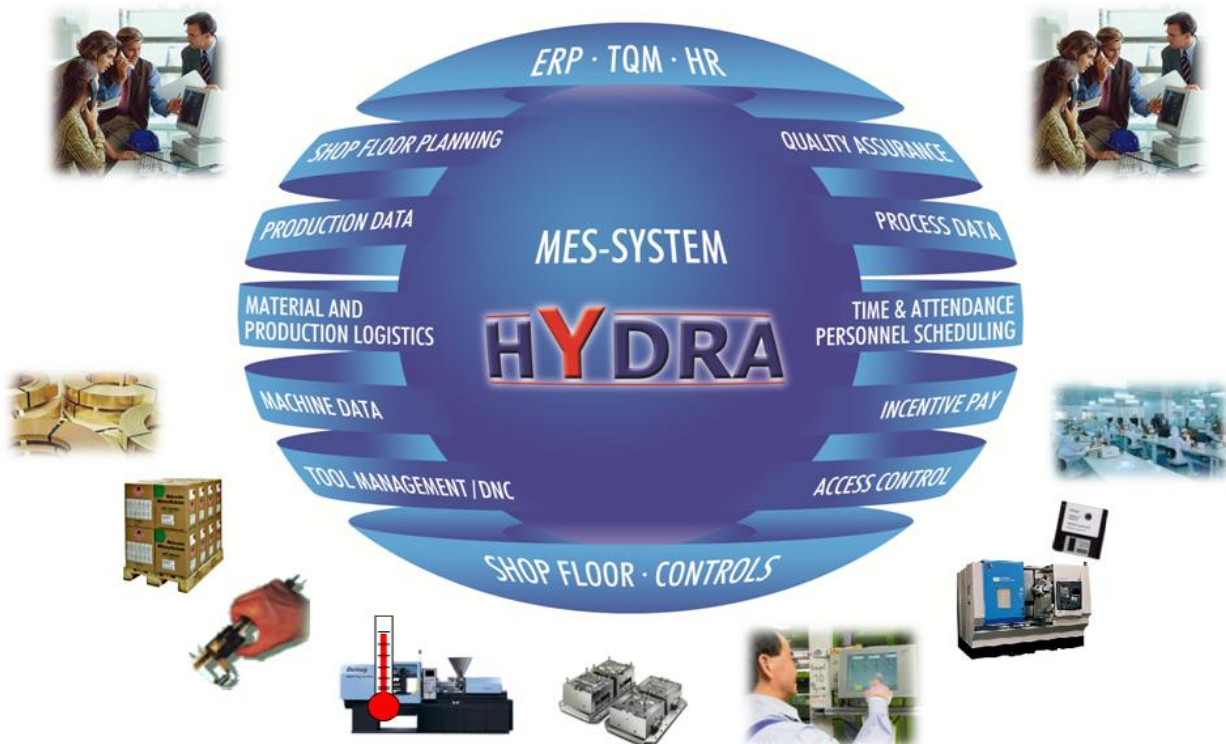 ERP · TQM · HR
SHOP FLOOR PLANNING
QUALITY ASSURANCE
PRODUCTION DATA
PROCESS DATA
MES-SYSTEM
HYDRA
MATERIAL AND
PRODUCTION LOGISTICS
TIME & ATTENDANCE
PERSONNEL SCHEDULING
MACHINE DATA
INCENTIVE PAY
TOOL MANAGEMENT / DNC
ACCESS CONTROL
SHOP FLOOR · CONTROLS
Demag